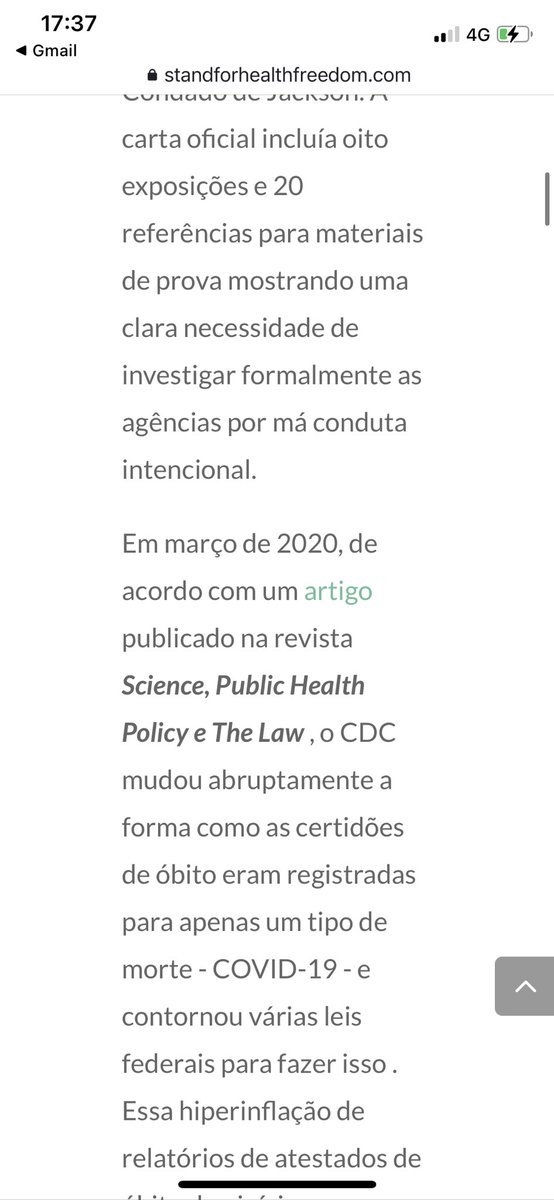 17:37
◀ Gmail
4G
standforhealthfreedom.com
Condado de Jackson. A
carta oficial incluía oito
exposições e 20
referências para materiais
de prova mostrando uma
clara necessidade de
investigar formalmente as
agências por má conduta
intencional.
Em março de 2020, de
acordo com um artigo
publicado na revista
Science, Public Health
Policy e The Law , o CDC
mudou abruptamente a
forma como as certidões
de óbito eram registradas
para apenas um tipo de
morte - COVID-19 - e
contornou várias leis
federais para fazer isso .
Essa hiperinflação de
relatórios de atestados de